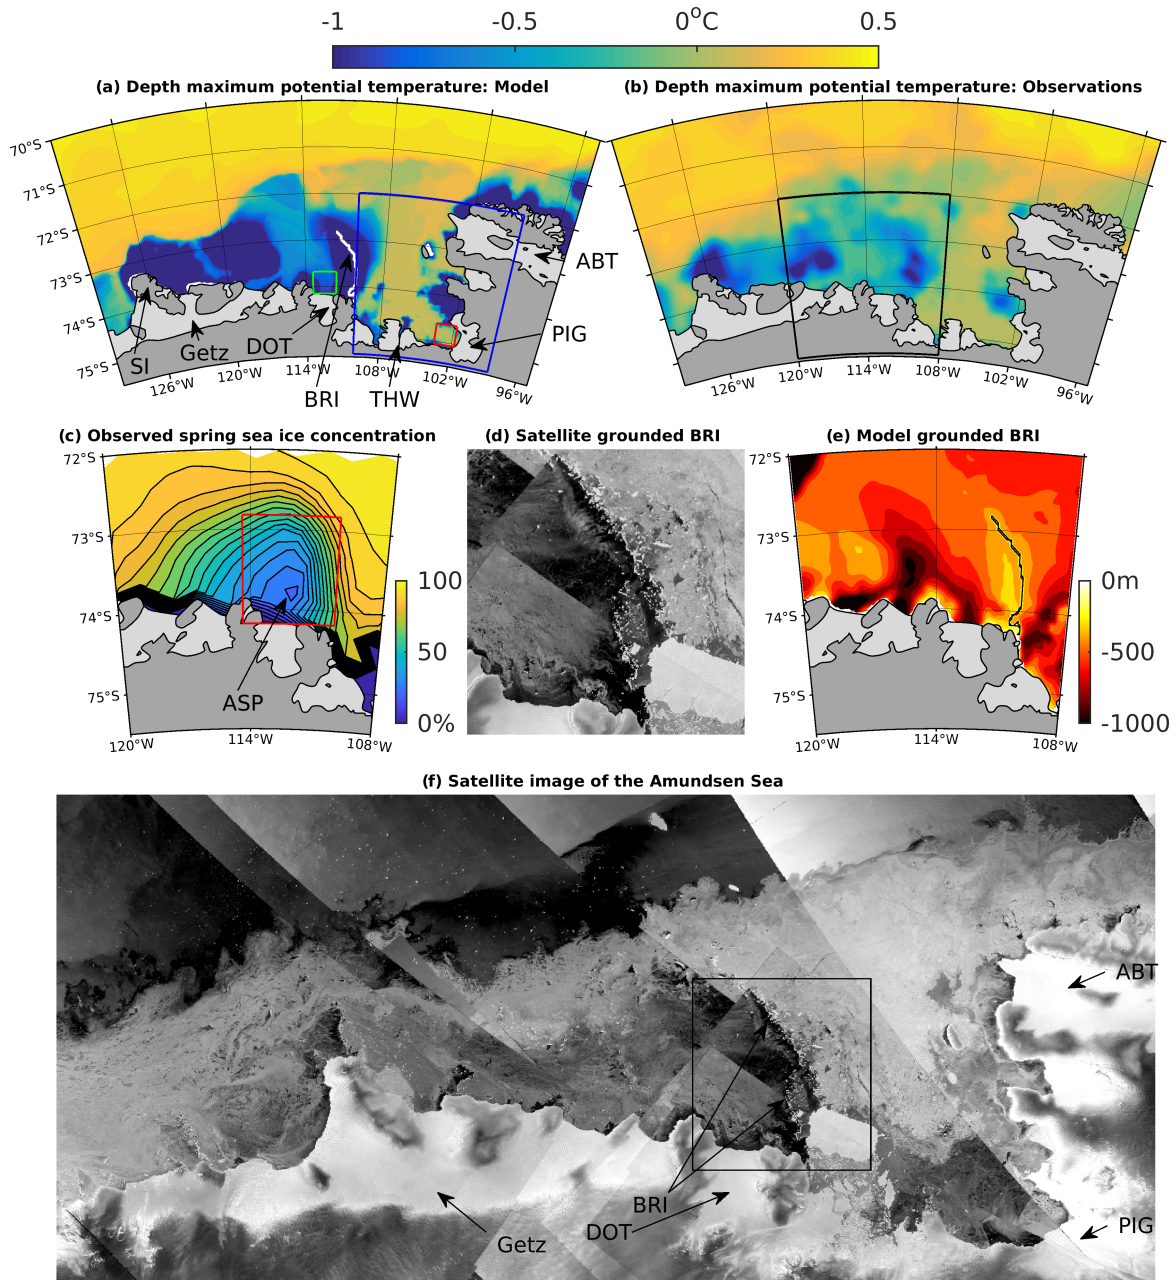 -1 -0.5 0°C 0.5
(a) Depth maximum potential temperature: Model
(b) Depth maximum potential temperature: Observations
70°S
71°S
72°S
73°S
74°S
75°S
126°W 120°W 114°W 108°W 102°W 96°W
SI Getz DOT BRI THW PIG ABT
126°W 120°W 114°W 108°W 102°W 96°W
(c) Observed spring sea ice concentration
72°S
73°S
74°S
75°S
120°W 114°W 108°W
ASP
100
50
0%
(d) Satellite grounded BRI
(e) Model grounded BRI
72°S
73°S
74°S
75°S
120°W 114°W 108°W
0m
-500
-1000
(f) Satellite image of the Amundsen Sea
ABT
BRI
DOT
PIG
Getz